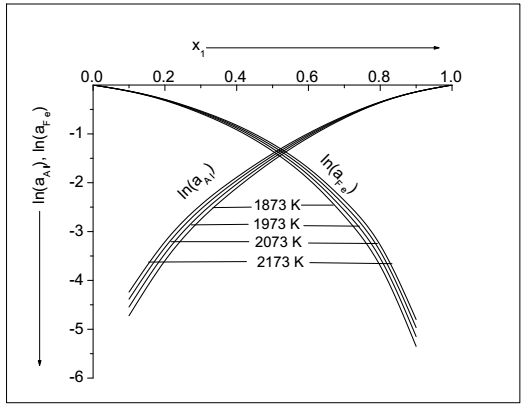 x1
0.0 0.2 0.4 0.6 0.8 1.0
-1
-2
-3
-4
-5
-6
ln(aAl), ln(aFe)
ln(aAl)
ln(aFe)
1873 K
1973 K
2073 K
2173 K